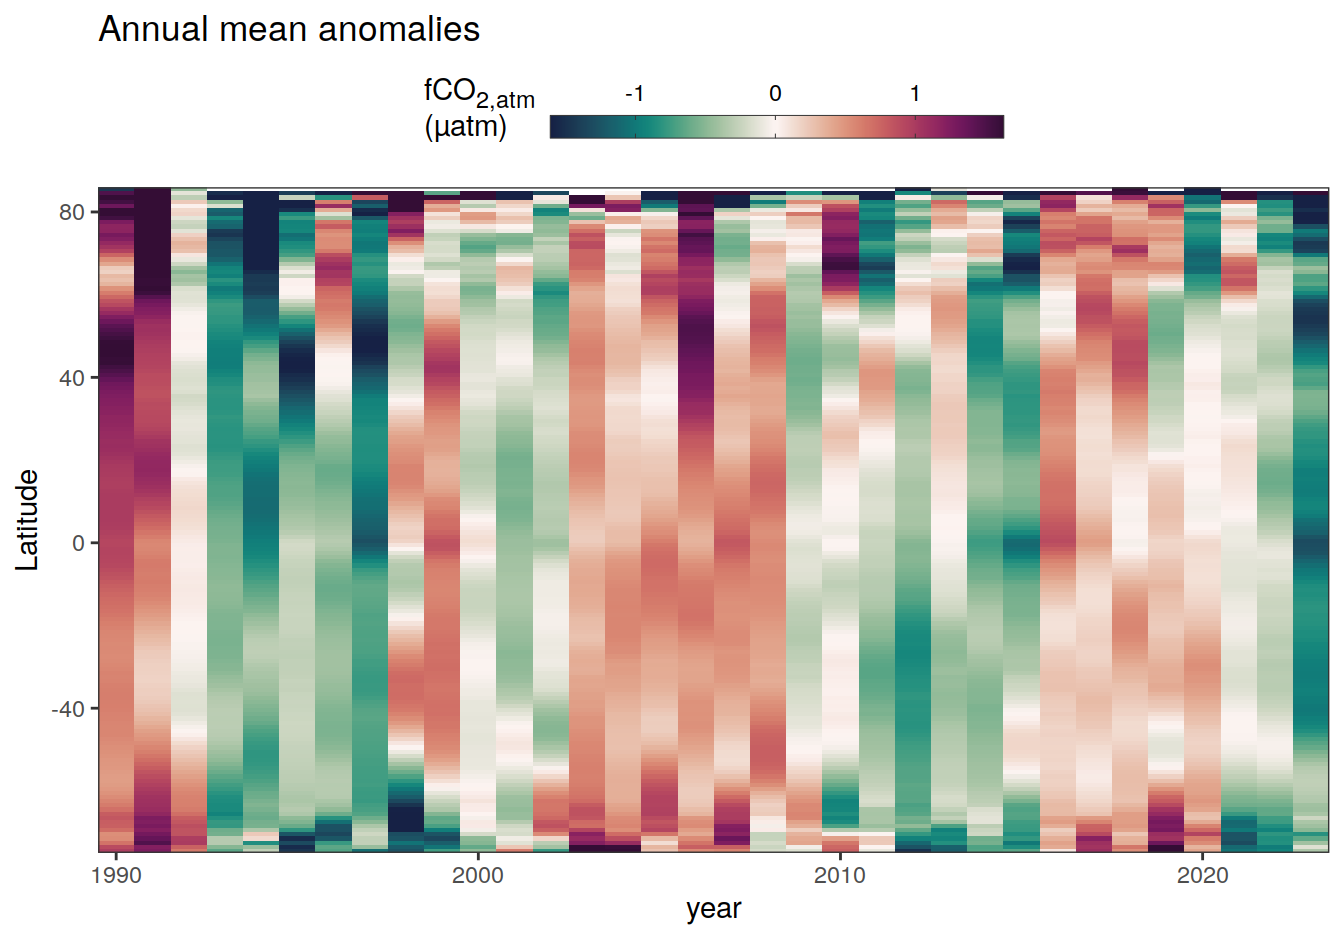 Annual mean anomalies
fCO2,atm
(µatm)
-1 0 1
80
40
0
-40
Latitude
1990 2000 2010 2020
year